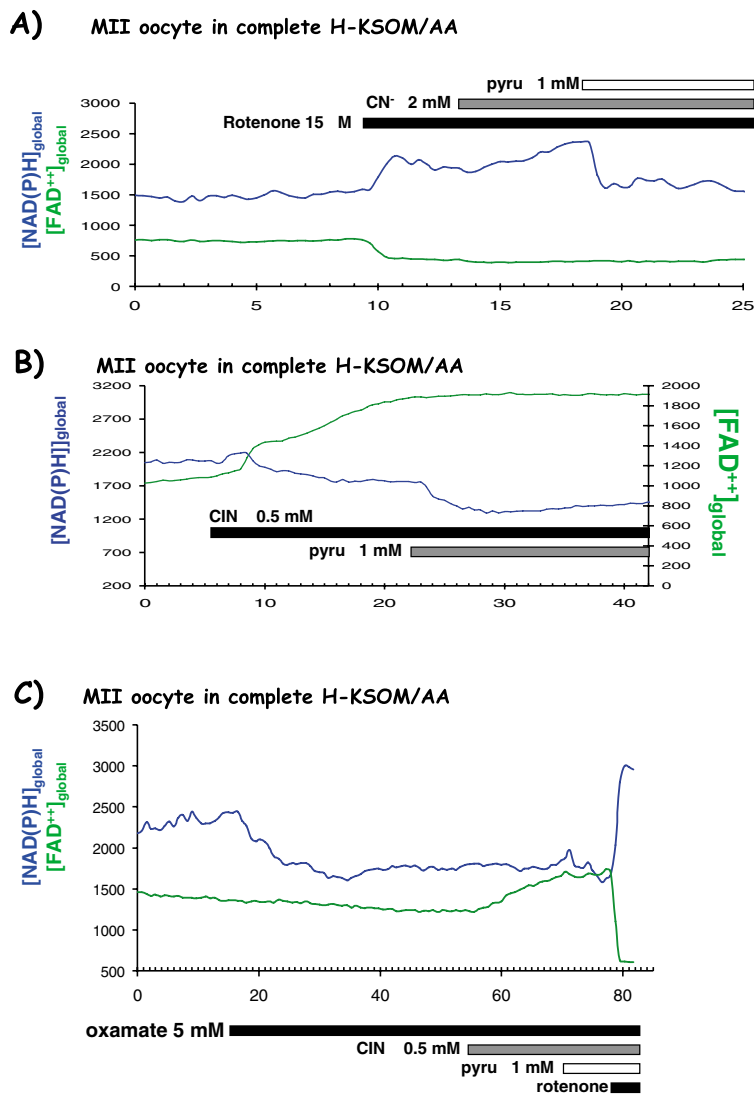 A) MII oocyte in complete H-KSOM/AA
pyru 1 mM
CN- 2 mM
Rotenone 15 M
[NAD(P)H]global
[FAD++]global
3000
2500
2000
1500
1000
500
0
0 5 10 15 20 25
B) MII oocyte in complete H-KSOM/AA
[NAD(P)H]]global
3200
2700
2200
1700
1200
700
200
2000
1800
1600
1400
1200
1000
800
600
400
200
0
[FAD++]global
CIN 0.5 mM
pyru 1 mM
0 10 20 30 40
C) MII oocyte in complete H-KSOM/AA
[NAD(P)H]global
[FAD++]global
3500
3000
2500
2000
1500
1000
500
0 20 40 60 80
oxamate 5 mM
CIN 0.5 mM
pyru 1 mM
rotenone